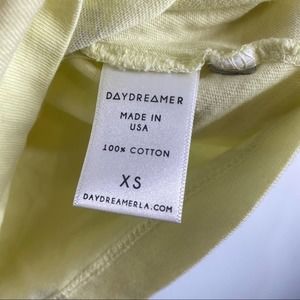 DAYDREAMER
MADE IN
USA
100% COTTON
XS
DAYDREAMERLA.COM